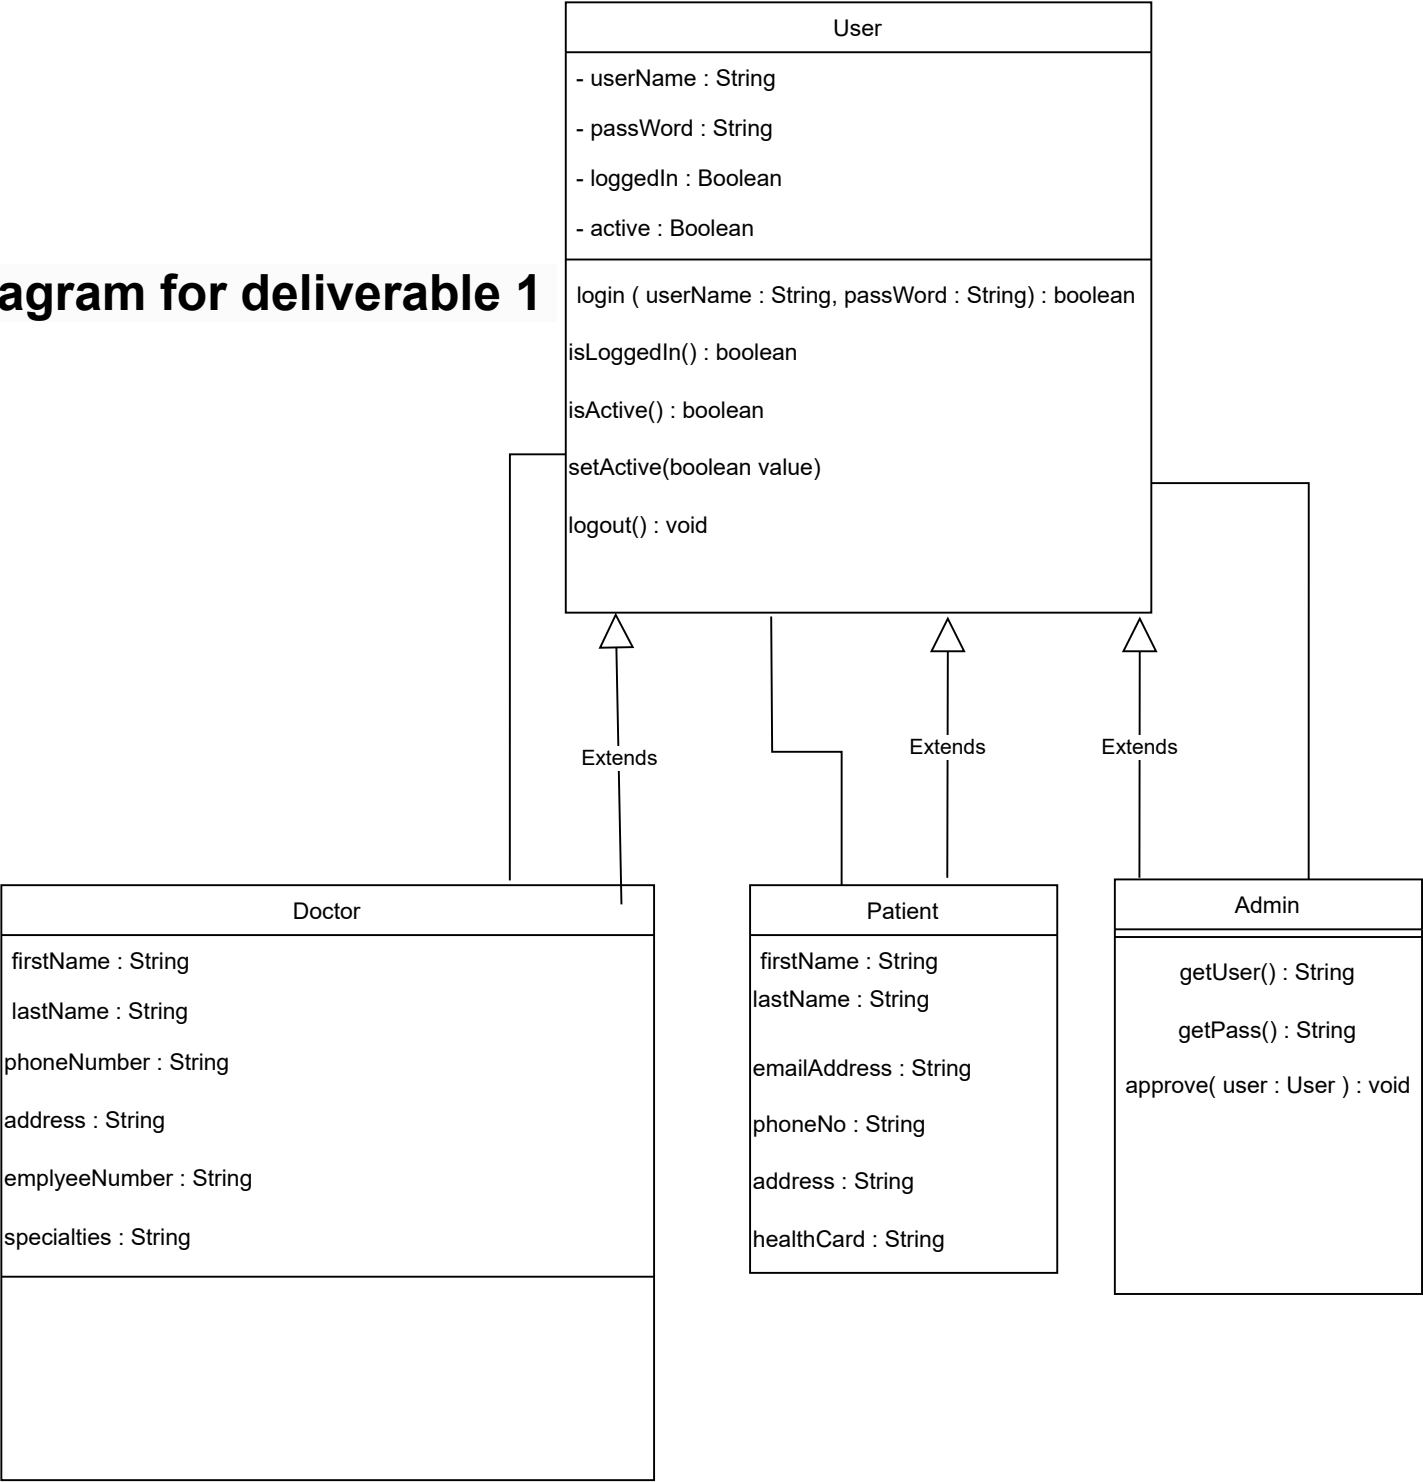 User
- userName : String
- passWord : String
- loggedIn : Boolean
- active : Boolean
agram for deliverable 1
login ( userName : String, passWord : String) : boolean
isLoggedIn() : boolean
isActive() : boolean
setActive(boolean value)
logout() : void
Extends
Extends
Extends
Doctor
firstName : String
lastName : String
phoneNumber : String
address : String
emplyeeNumber : String
specialties : String
Patient
firstName : String
lastName : String
emailAddress : String
phoneNo : String
address : String
healthCard : String
Admin
getUser() : String
getPass() : String
approve( user : User ) : void